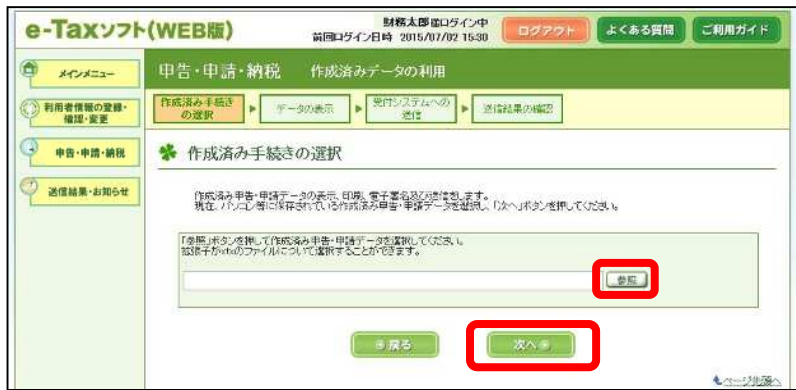 e-Taxソフト(WEB版)
財務太郎様ログイン中
前回ログイン日時 2015/07/02 15:30
ログアウト
よくある質問
ご利用ガイド
メインメニュー
利用者情報の登録・
確認・変更
申告・申請・納税
送信結果・お知らせ
申告・申請・納税 作成済みデータの利用
作成済み手続き
の選択
データの表示
受付システムへの
送信
送信結果の確認
作成済み手続きの選択
作成済み申告・申請データの表示、印刷、電子署名及び送信をします。
現在、パソコン等に保存されている作成済み申告・申請データを選択し、「次へ」ボタンを押してください。
「参照」ボタンを押して作成済み申告・申請データを選択してください。
拡張子がxtxのファイルについて選択することができます。
参照
戻る
次へ
ページ先頭へ